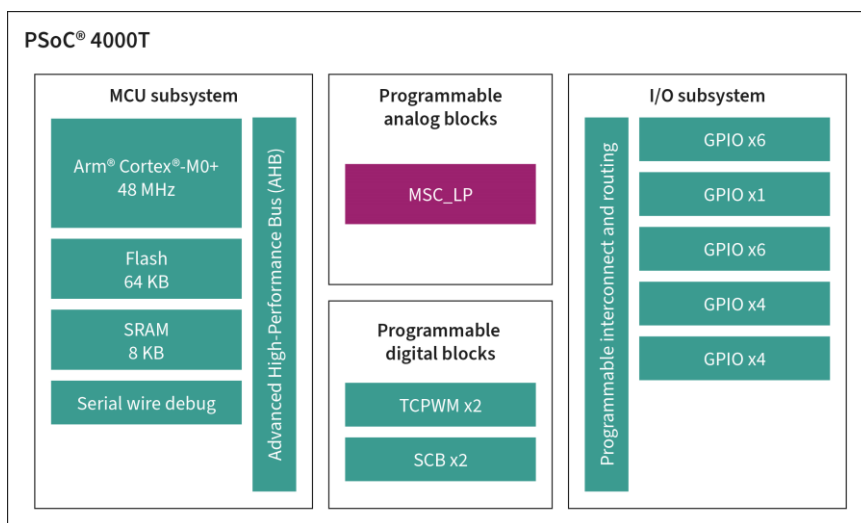 PSoC® 4000T
MCU subsystem
Arm® Cortex®-M0+
48 MHz
Flash
64 KB
SRAM
8 KB
Serial wire debug
Advanced High-Performance Bus (AHB)
Programmable
analog blocks
MSC_LP
Programmable
digital blocks
TCPWM x2
SCB x2
I/O subsystem
Programmable interconnect and routing
GPIO x6
GPIO x1
GPIO x6
GPIO x4
GPIO x4